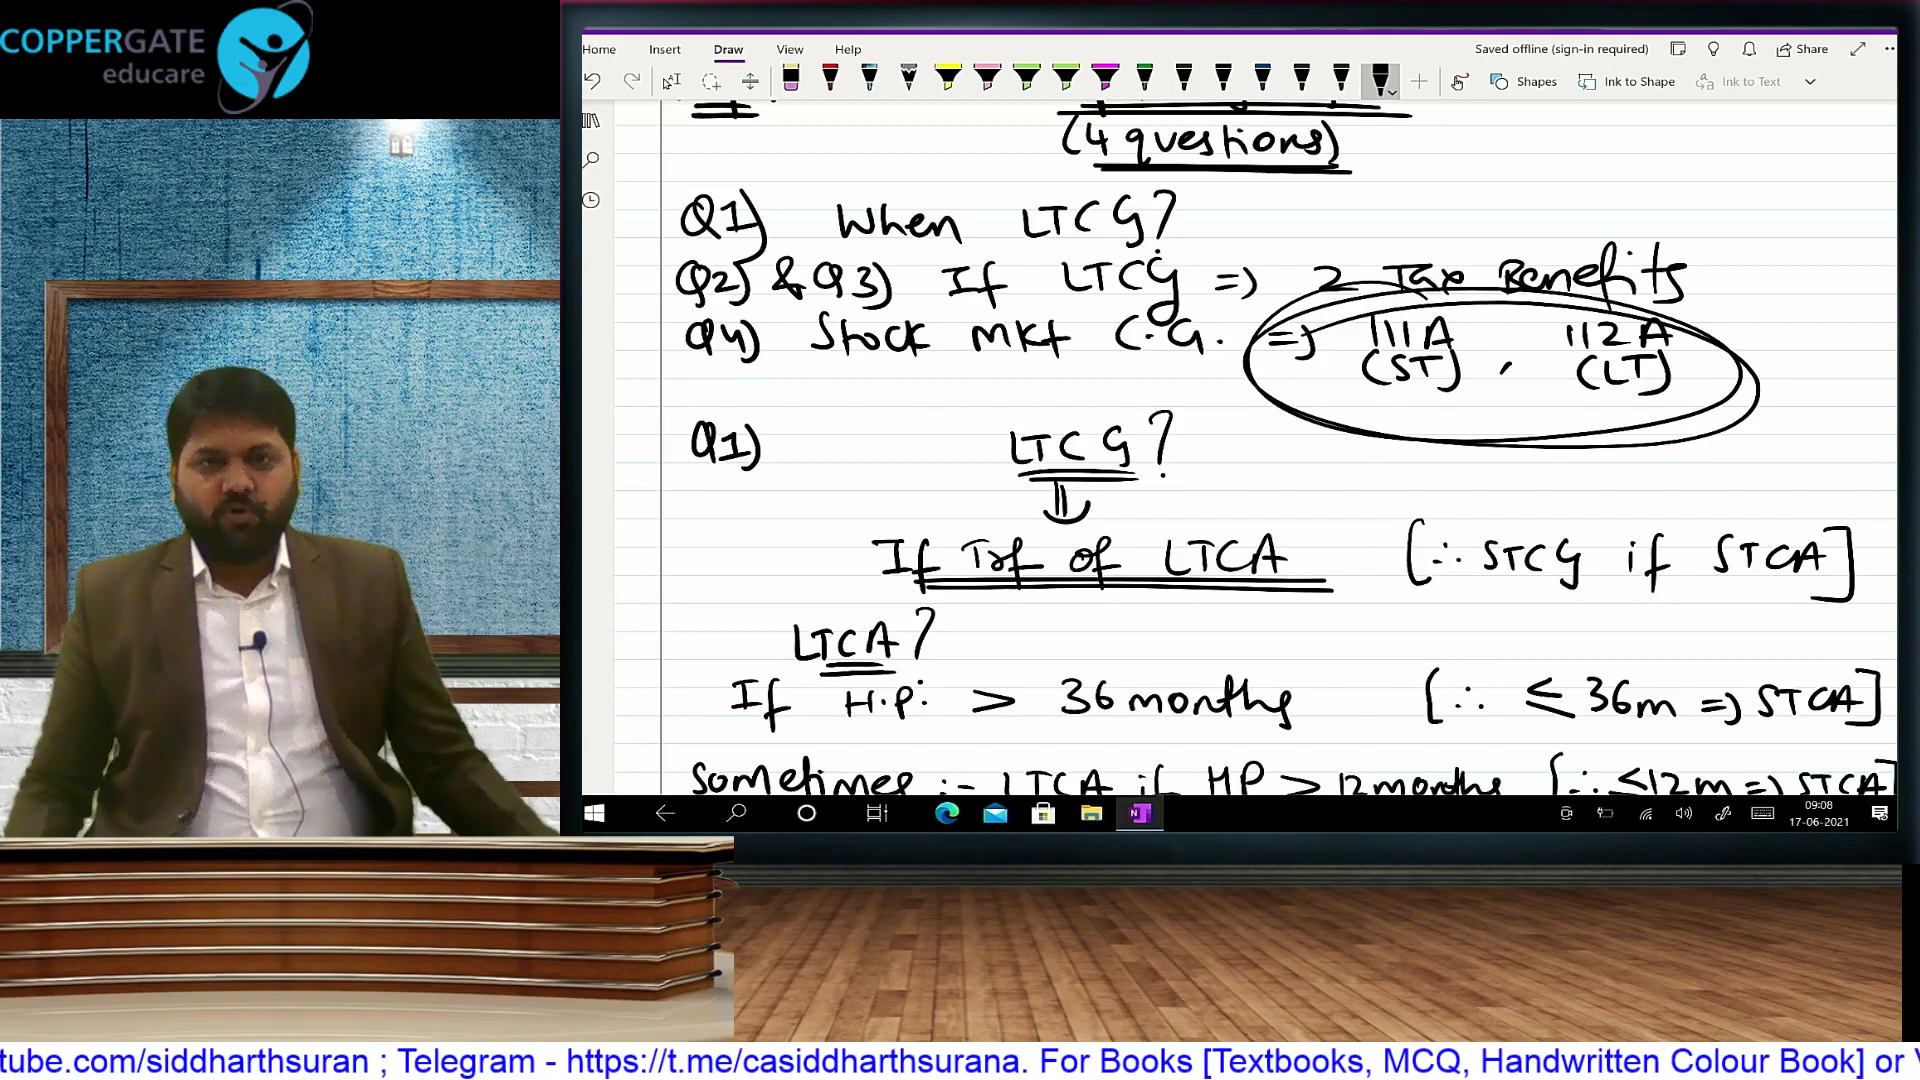 COPPERGATE
educare
Home Insert Draw View Help
Saved offline (sign-in required) Share
Shapes Ink to Shape Ink to Text
(4 questions)
Q1) When LTCG?
Q2) & Q3) If LTCG => 2 Tax Benefits
Q4) Stock Mkt C.G. => 111A (ST), 112A (LT)
Q1) LTCG?
If Trf of LTCA [∴ STCG if STCA]
LTCA?
If H.P. > 36 months [∴ ≤ 36m => STCA]
Sometimes :- LTCA if HP > 12 months [∴ ≤12m => STCA]
09:08
17-06-2021
tube.com/siddharthsuran ; Telegram - https://t.me/casiddharthsurana. For Books [Textbooks, MCQ, Handwritten Colour Book] or